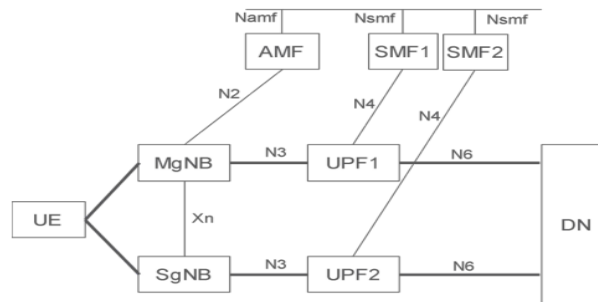 Namf Nsmf Nsmf
AMF SMF1 SMF2
N2 N4 N4
MgNB N3 UPF1 N6
UE Xn DN
SgNB N3 UPF2 N6